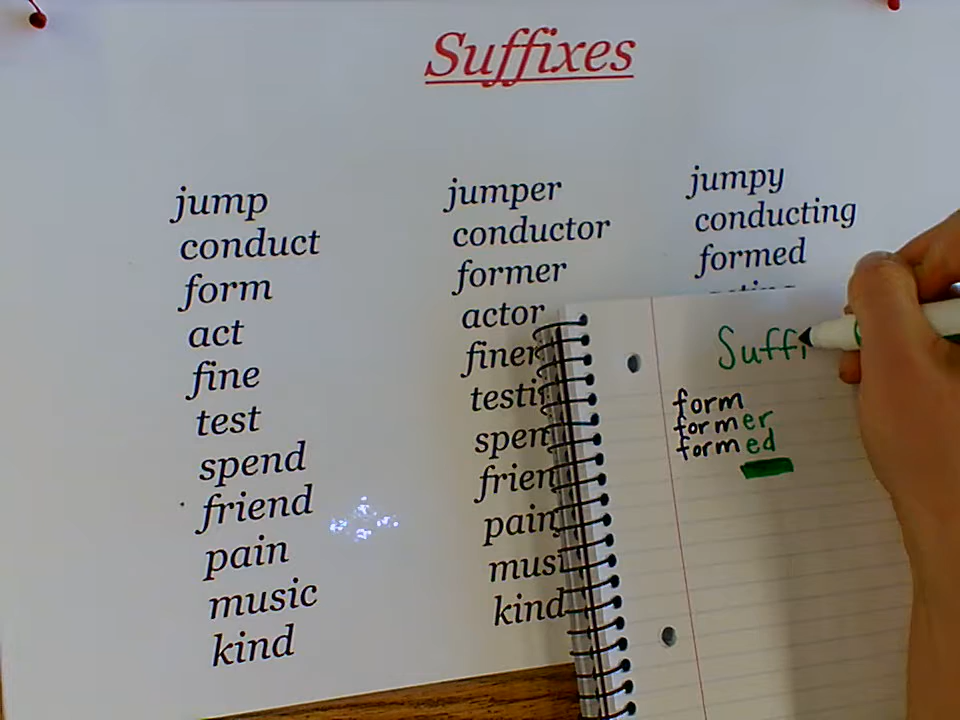 Suffixes
jump jumper jumpy
conduct conductor conducting
form former formed
act actor
fine
test
spend
friend
pain
music
kind
form
former
formed